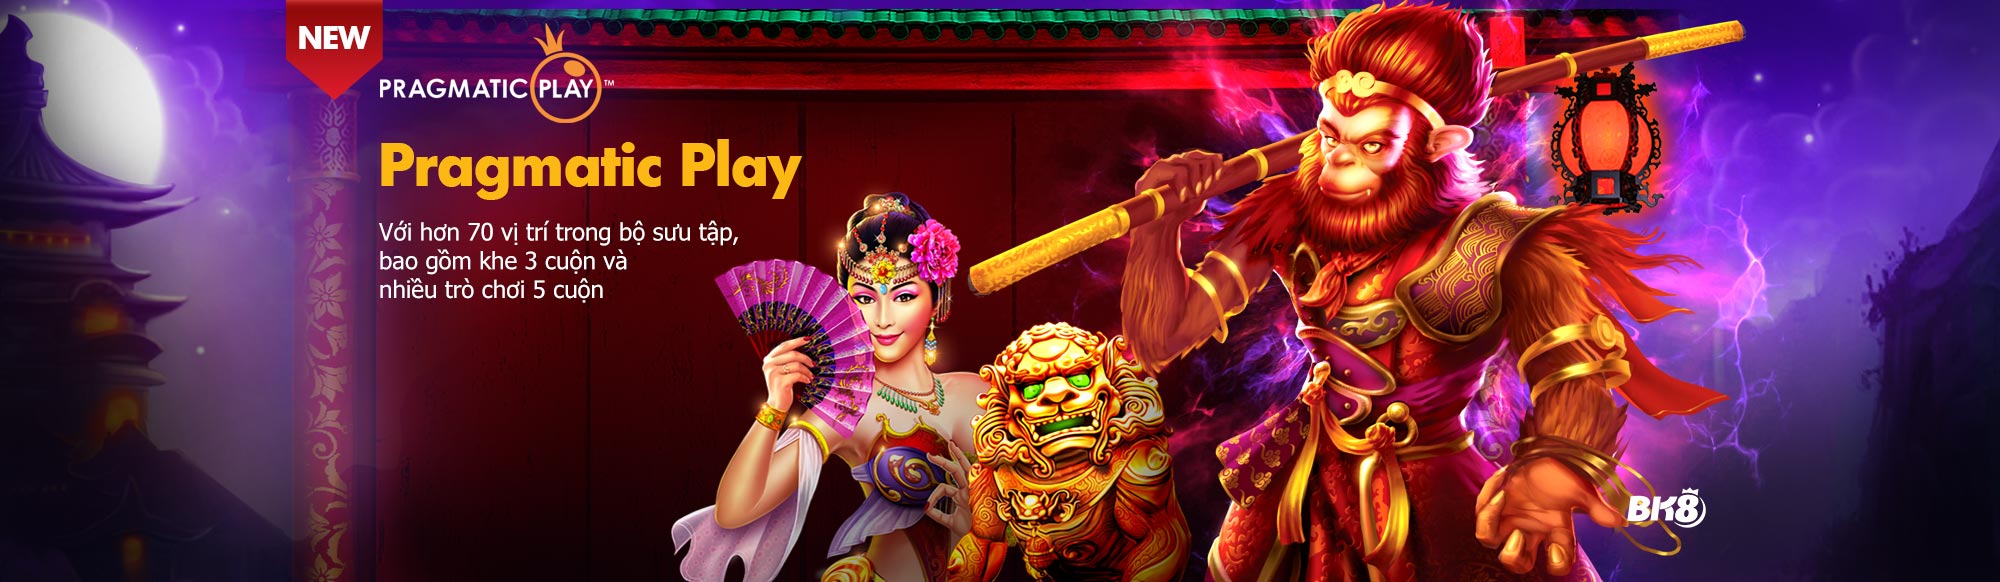 NEW
PRAGMATIC PLAY™
Pragmatic Play
Với hơn 70 vị trí trong bộ sưu tập,
bao gồm khe 3 cuộn và
nhiều trò chơi 5 cuộn
BK8